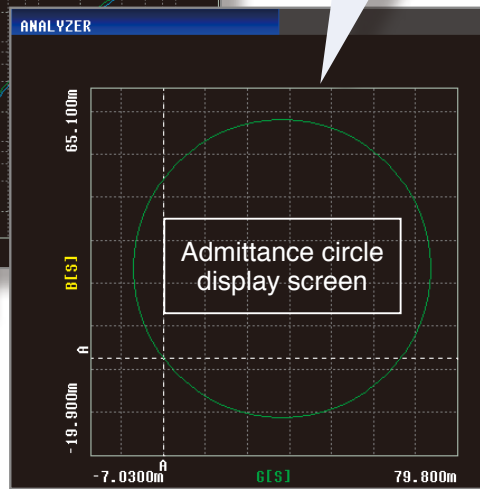 ANALYZER
65.100m
B[S]
A
-19.900m
Admittance circle
display screen
A
-7.0300m
G[S]
79.800m